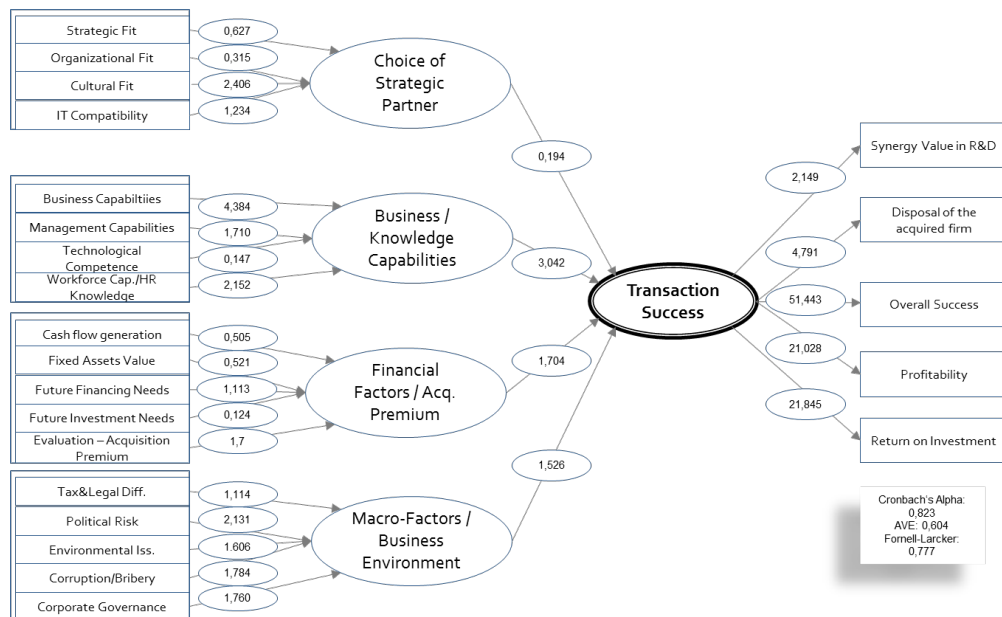 Strategic Fit
0,627
Organizational Fit
0,315
Cultural Fit
2,406
IT Compatibility
1,234
Choice of
Strategic
Partner
0,194
Business Capabiltiies
4,384
Management Capabilities
1,710
Technological
Competence
0,147
Workforce Cap./HR
Knowledge
2,152
Business /
Knowledge
Capabilities
3,042
Cash flow generation
0,505
Fixed Assets Value
0,521
Future Financing Needs
1,113
Future Investment Needs
0,124
Evaluation – Acquisition
Premium
1,7
Financial
Factors / Acq.
Premium
1,704
Tax&Legal Diff.
1,114
Political Risk
2,131
Environmental Iss.
1.606
Corruption/Bribery
1,784
Corporate Governance
1,760
Macro-Factors /
Business
Environment
1,526
Transaction
Success
2,149
Synergy Value in R&D
4,791
Disposal of the
acquired firm
51,443
Overall Success
21,028
Profitability
21,845
Return on Investment
Cronbach's Alpha:
0,823
AVE: 0,604
Fornell-Larcker:
0,777